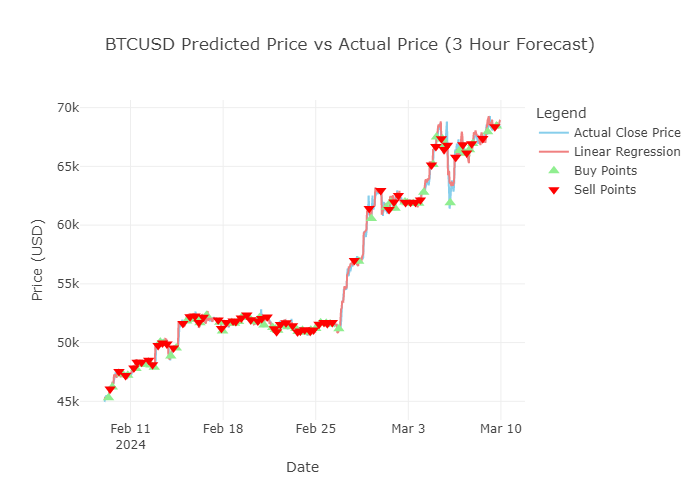 BTCUSD Predicted Price vs Actual Price (3 Hour Forecast)
Legend
Actual Close Price
Linear Regression
Buy Points
Sell Points
Price (USD)
70k
65k
60k
55k
50k
45k
Feb 11
2024
Feb 18
Feb 25
Mar 3
Mar 10
Date